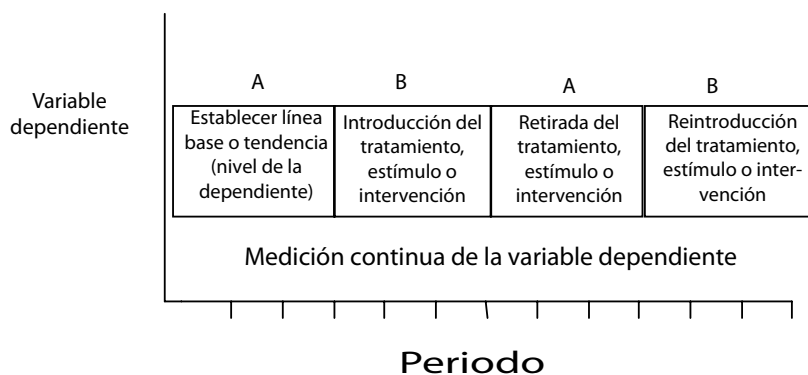 A
B
A
B
Variable
dependiente
Establecer línea
base o tendencia
(nivel de la
dependiente)
Introducción del
tratamiento,
estímulo o
intervención
Retirada del
tratamiento,
estímulo o
intervención
Reintroducción
del tratamiento,
estímulo o inter-
vención
Medición continua de la variable dependiente
Periodo